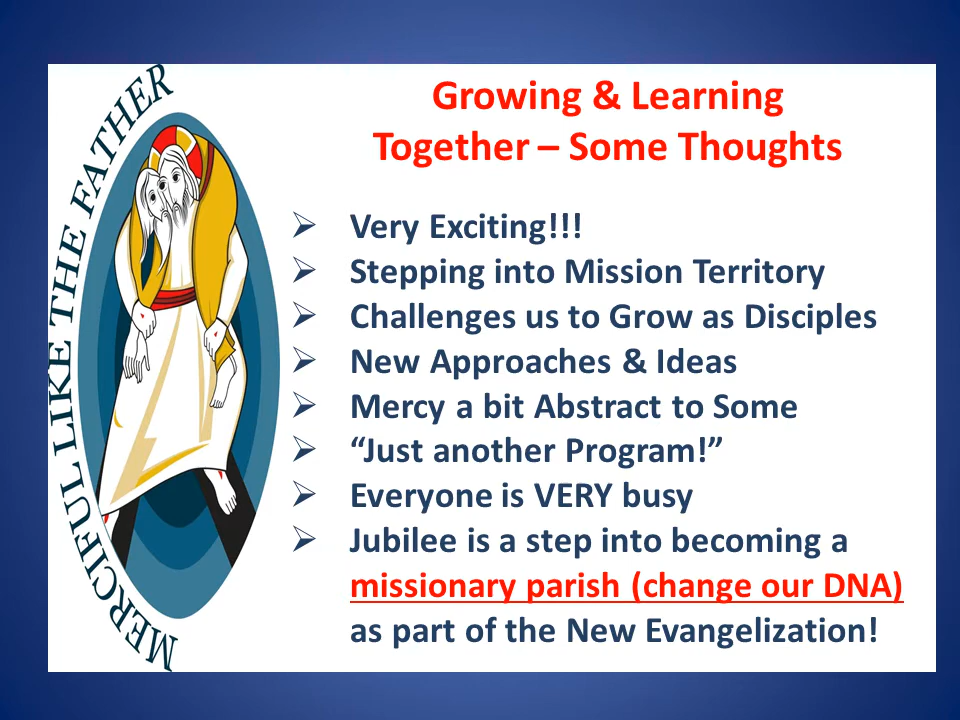 MERCIFUL LIKE THE FATHER
Growing & Learning
Together – Some Thoughts
➢ Very Exciting!!!
➢ Stepping into Mission Territory
➢ Challenges us to Grow as Disciples
➢ New Approaches & Ideas
➢ Mercy a bit Abstract to Some
➢ “Just another Program!”
➢ Everyone is VERY busy
➢ Jubilee is a step into becoming a
missionary parish (change our DNA)
as part of the New Evangelization!